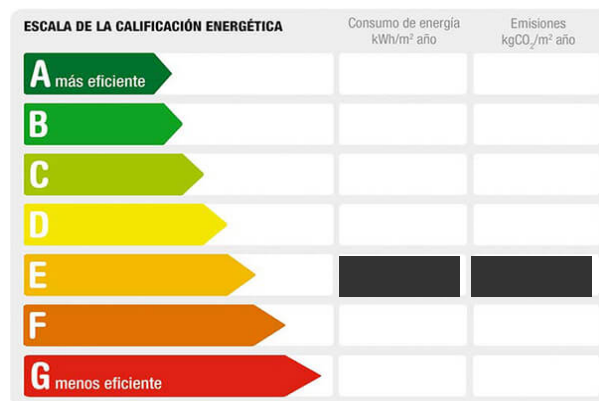 ESCALA DE LA CALIFICACIÓN ENERGÉTICA
Consumo de energía
kWh/m² año
Emisiones
kgCO₂/m² año
A más eficiente
B
C
D
E
F
G menos eficiente